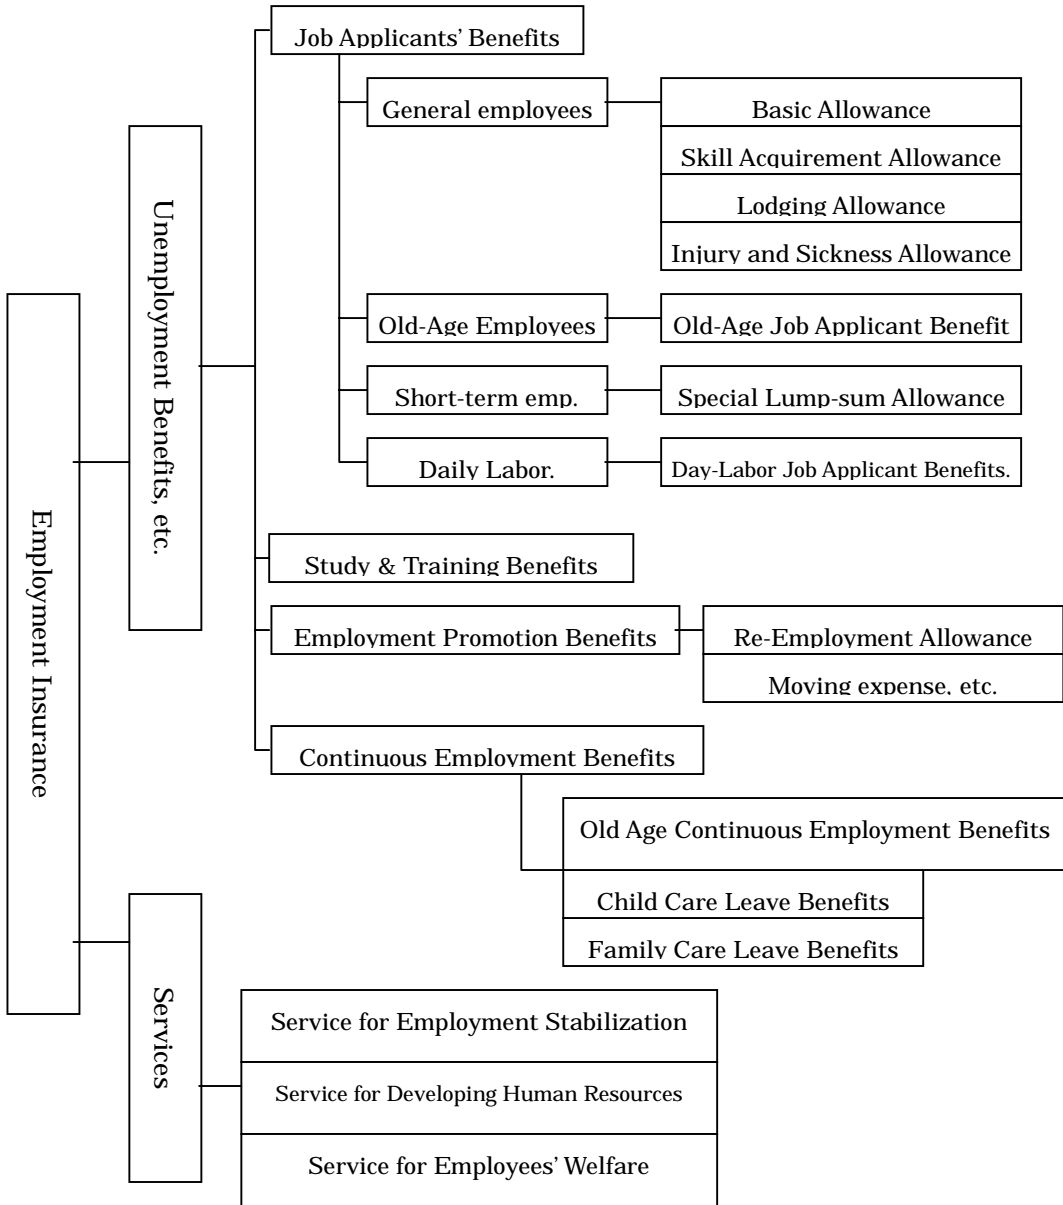 Job Applicants' Benefits
General employees
Basic Allowance
Skill Acquirement Allowance
Lodging Allowance
Injury and Sickness Allowance
Old-Age Employees
Old-Age Job Applicant Benefit
Short-term emp.
Special Lump-sum Allowance
Daily Labor.
Day-Labor Job Applicant Benefits.
Unemployment Benefits, etc.
Employment Insurance
Study & Training Benefits
Employment Promotion Benefits
Re-Employment Allowance
Moving expense, etc.
Continuous Employment Benefits
Old Age Continuous Employment Benefits
Child Care Leave Benefits
Family Care Leave Benefits
Services
Service for Employment Stabilization
Service for Developing Human Resources
Service for Employees' Welfare